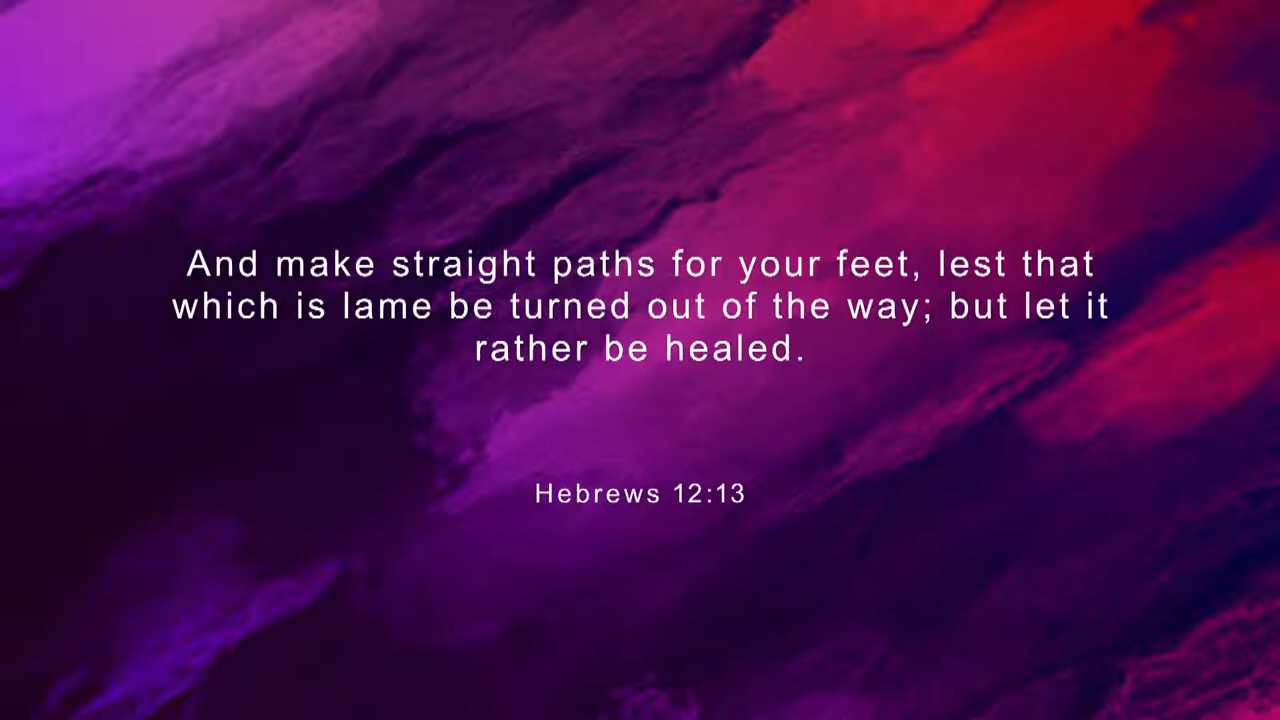 And make straight paths for your feet, lest that
which is lame be turned out of the way; but let it
rather be healed.
Hebrews 12:13